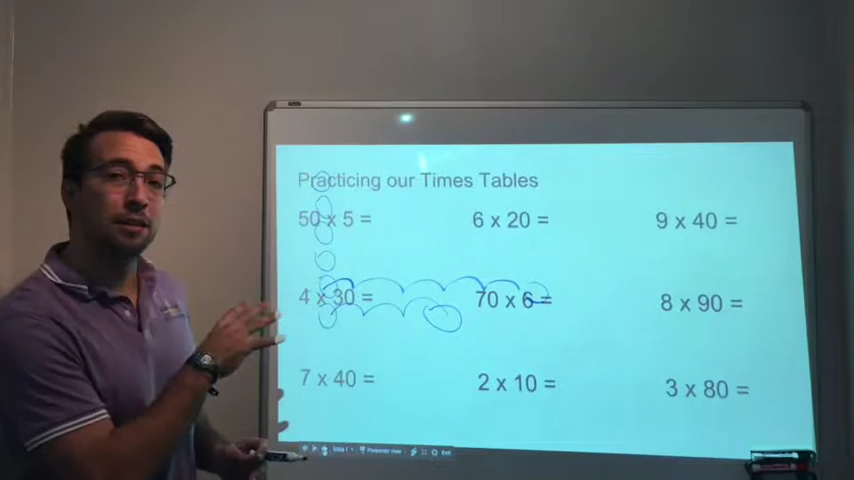 Practicing our Times Tables
50 x 5 =
6 x 20 =
9 x 40 =
4 x 30 =
70 x 6 =
8 x 90 =
7 x 40 =
2 x 10 =
3 x 80 =